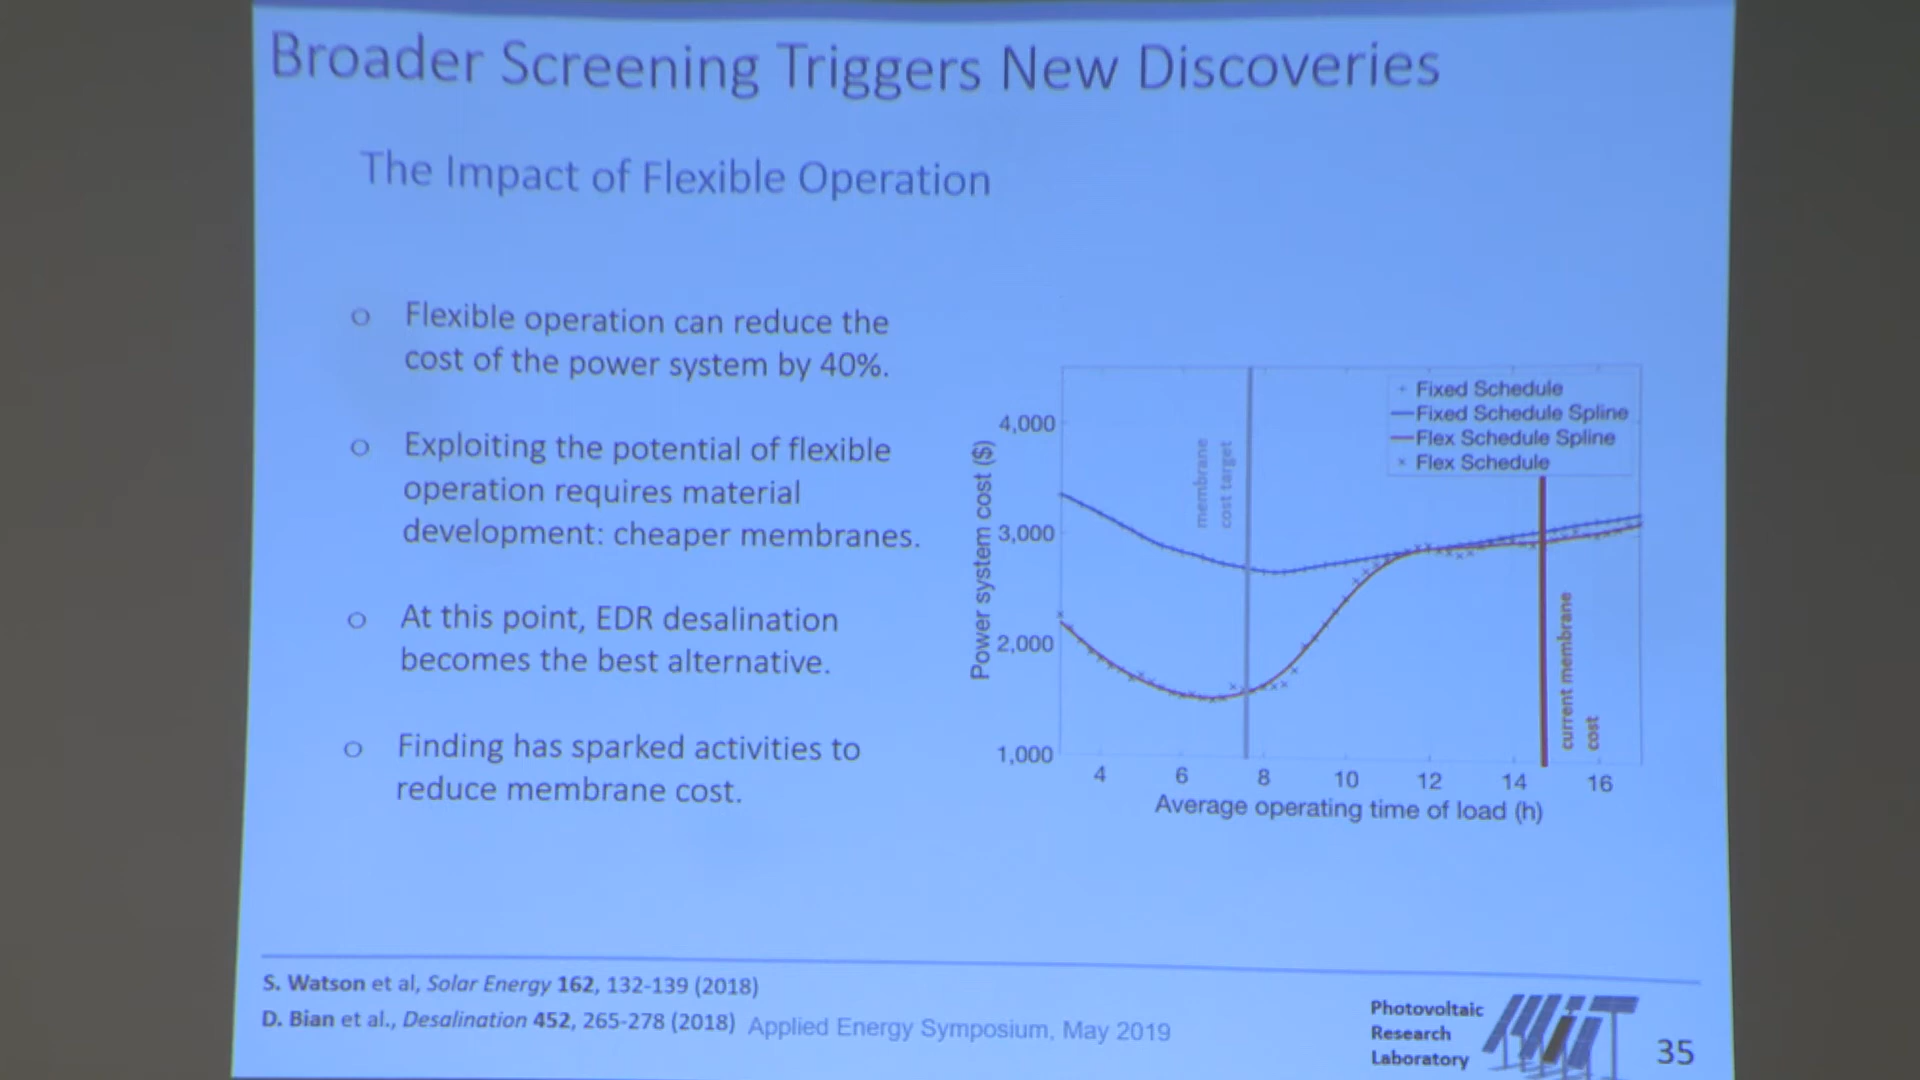 Broader Screening Triggers New Discoveries
The Impact of Flexible Operation
o Flexible operation can reduce the
cost of the power system by 40%.
o Exploiting the potential of flexible
operation requires material
development: cheaper membranes.
o At this point, EDR desalination
becomes the best alternative.
o Finding has sparked activities to
reduce membrane cost.
Fixed Schedule
Fixed Schedule Spline
Flex Schedule Spline
Flex Schedule
membrane
cost target
current membrane
cost
Power system cost ($)
4,000
3,000
2,000
1,000
4 6 8 10 12 14 16
Average operating time of load (h)
S. Watson et al, Solar Energy 162, 132-139 (2018)
D. Bian et al., Desalination 452, 265-278 (2018)
Applied Energy Symposium, May 2019
Photovoltaic
Research
Laboratory
MIT
35